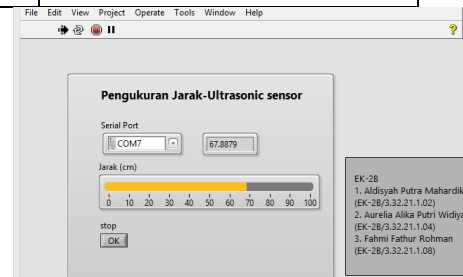 File Edit View Project Operate Tools Window Help
Pengukuran Jarak-Ultrasonic sensor
Serial Port
COM7
67.8879
Jarak (cm)
0 10 20 30 40 50 60 70 80 90 100
stop
OK
EK-2B
1. Aldisyah Putra Mahardik
(EK-2B/3.32.21.1.02)
2. Aurelia Alika Putri Widiya
(EK-2B/3.32.21.1.04)
3. Fahmi Fathur Rohman
(EK-2B/3.32.21.1.08)